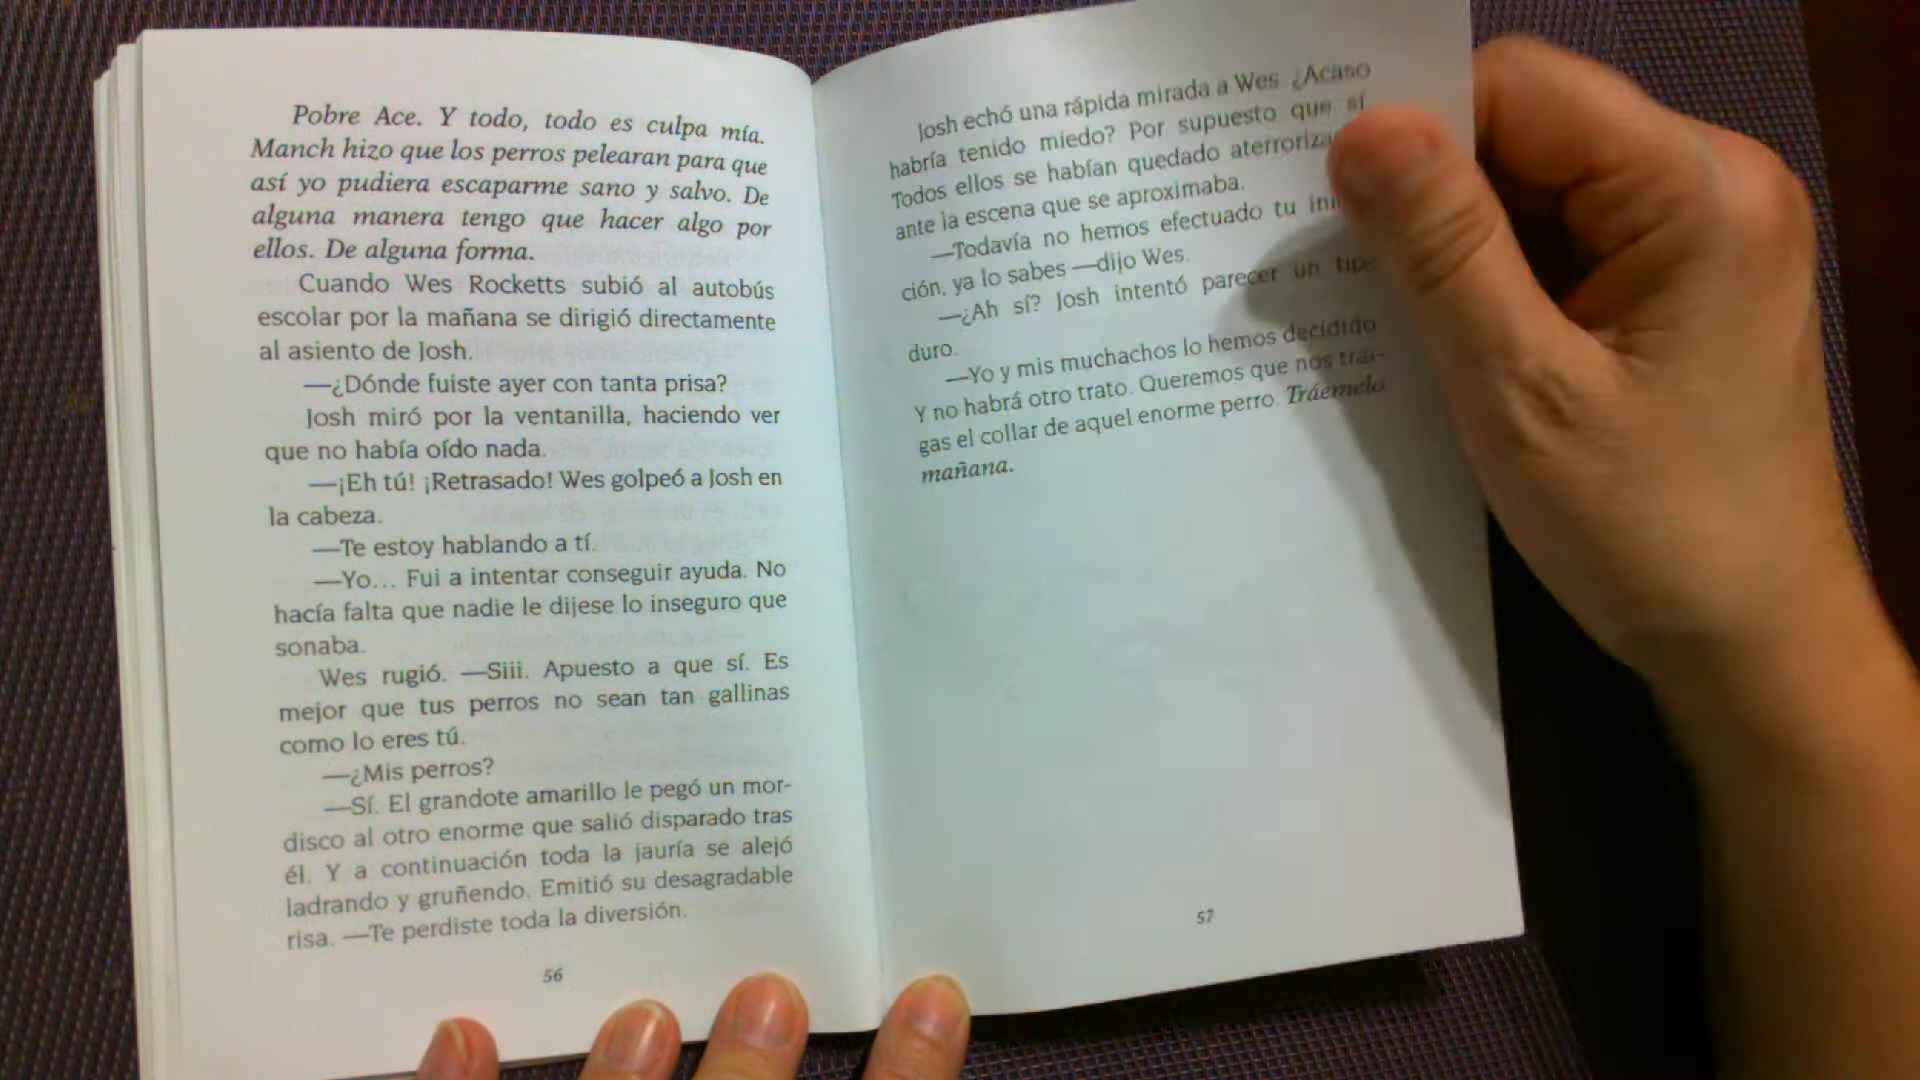 Pobre Ace. Y todo, todo es culpa mía.
Manch hizo que los perros pelearan para que
así yo pudiera escaparme sano y salvo. De
alguna manera tengo que hacer algo por
ellos. De alguna forma.
Cuando Wes Rocketts subió al autobús
escolar por la mañana se dirigió directamente
al asiento de Josh.
—¿Dónde fuiste ayer con tanta prisa?
Josh miró por la ventanilla, haciendo ver
que no había oído nada.
—¡Eh tú! ¡Retrasado! Wes golpeó a Josh en
la cabeza.
—Te estoy hablando a tí.
—Yo... Fui a intentar conseguir ayuda. No
hacía falta que nadie le dijese lo inseguro que
sonaba.
Wes rugió. —Siii. Apuesto a que sí. Es
mejor que tus perros no sean tan gallinas
como lo eres tú.
—¿Mis perros?
—Sí. El grandote amarillo le pegó un mor-
disco al otro enorme que salió disparado tras
él. Y a continuación toda la jauría se alejó
ladrando y gruñendo. Emitió su desagradable
risa. —Te perdiste toda la diversión.
56
Josh echó una rápida mirada a Wes. ¿Acaso
habría tenido miedo? Por supuesto que sí
Todos ellos se habían quedado
ante la escena que se aproximaba.
—Todavía no hemos efectuado tu
ción, ya lo sabes —dijo Wes.
—¿Ah sí? Josh intentó parecer un tipo
duro.
—Yo y mis muchachos lo hemos decidido
Y no habrá otro trato. Queremos que nos trai-
gas el collar de aquel enorme perro. Tráemelo
mañana.
57